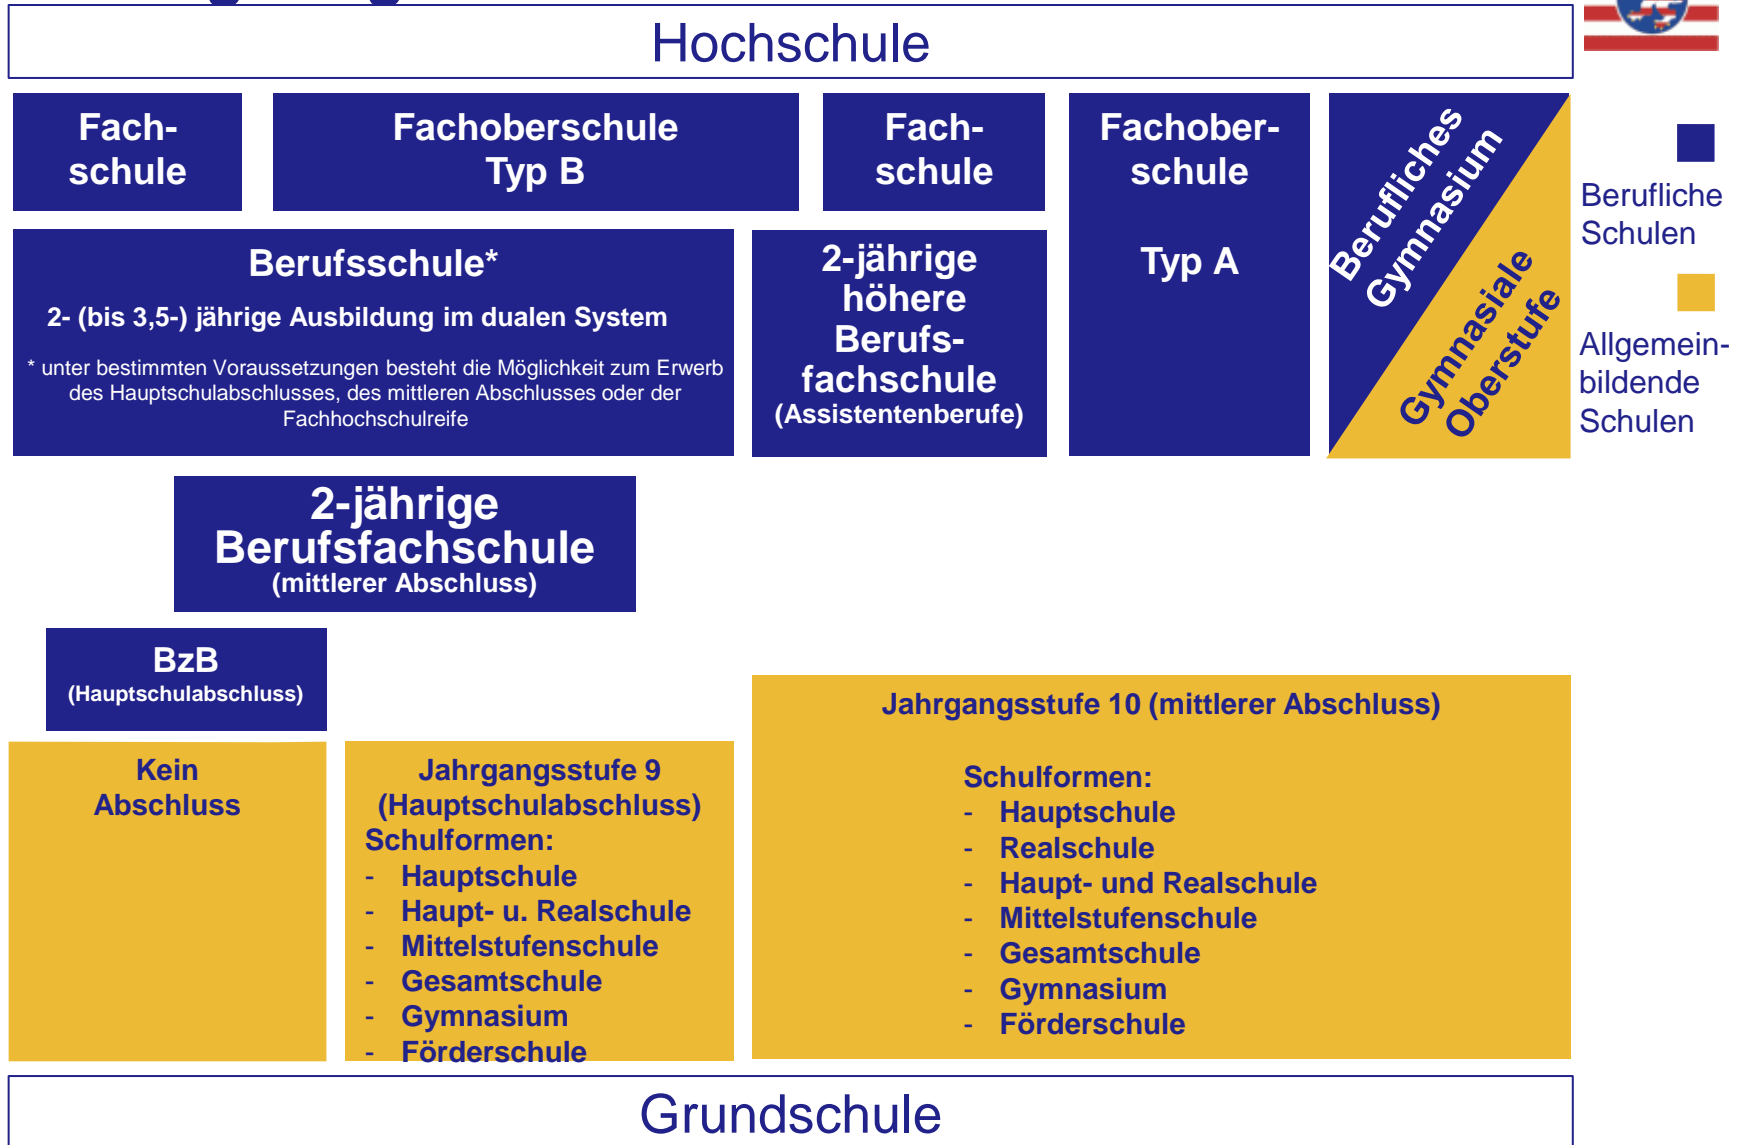 Hochschule
Fach-
schule
Fachoberschule
Typ B
Fach-
schule
Fachober-
schule
Typ A
Berufliches
Gymnasium
Gymnasiale
Oberstufe
Berufliche
Schulen
Allgemein-
bildende
Schulen
Berufsschule*
2- (bis 3,5-) jährige Ausbildung im dualen System
* unter bestimmten Voraussetzungen besteht die Möglichkeit zum Erwerb
des Hauptschulabschlusses, des mittleren Abschlusses oder der
Fachhochschulreife
2-jährige
höhere
Berufs-
fachschule
(Assistentenberufe)
2-jährige
Berufsfachschule
(mittlerer Abschluss)
BzB
(Hauptschulabschluss)
Kein
Abschluss
Jahrgangsstufe 9
(Hauptschulabschluss)
Schulformen:
- Hauptschule
- Haupt- u. Realschule
- Mittelstufenschule
- Gesamtschule
- Gymnasium
- Förderschule
Jahrgangsstufe 10 (mittlerer Abschluss)
Schulformen:
- Hauptschule
- Realschule
- Haupt- und Realschule
- Mittelstufenschule
- Gesamtschule
- Gymnasium
- Förderschule
Grundschule